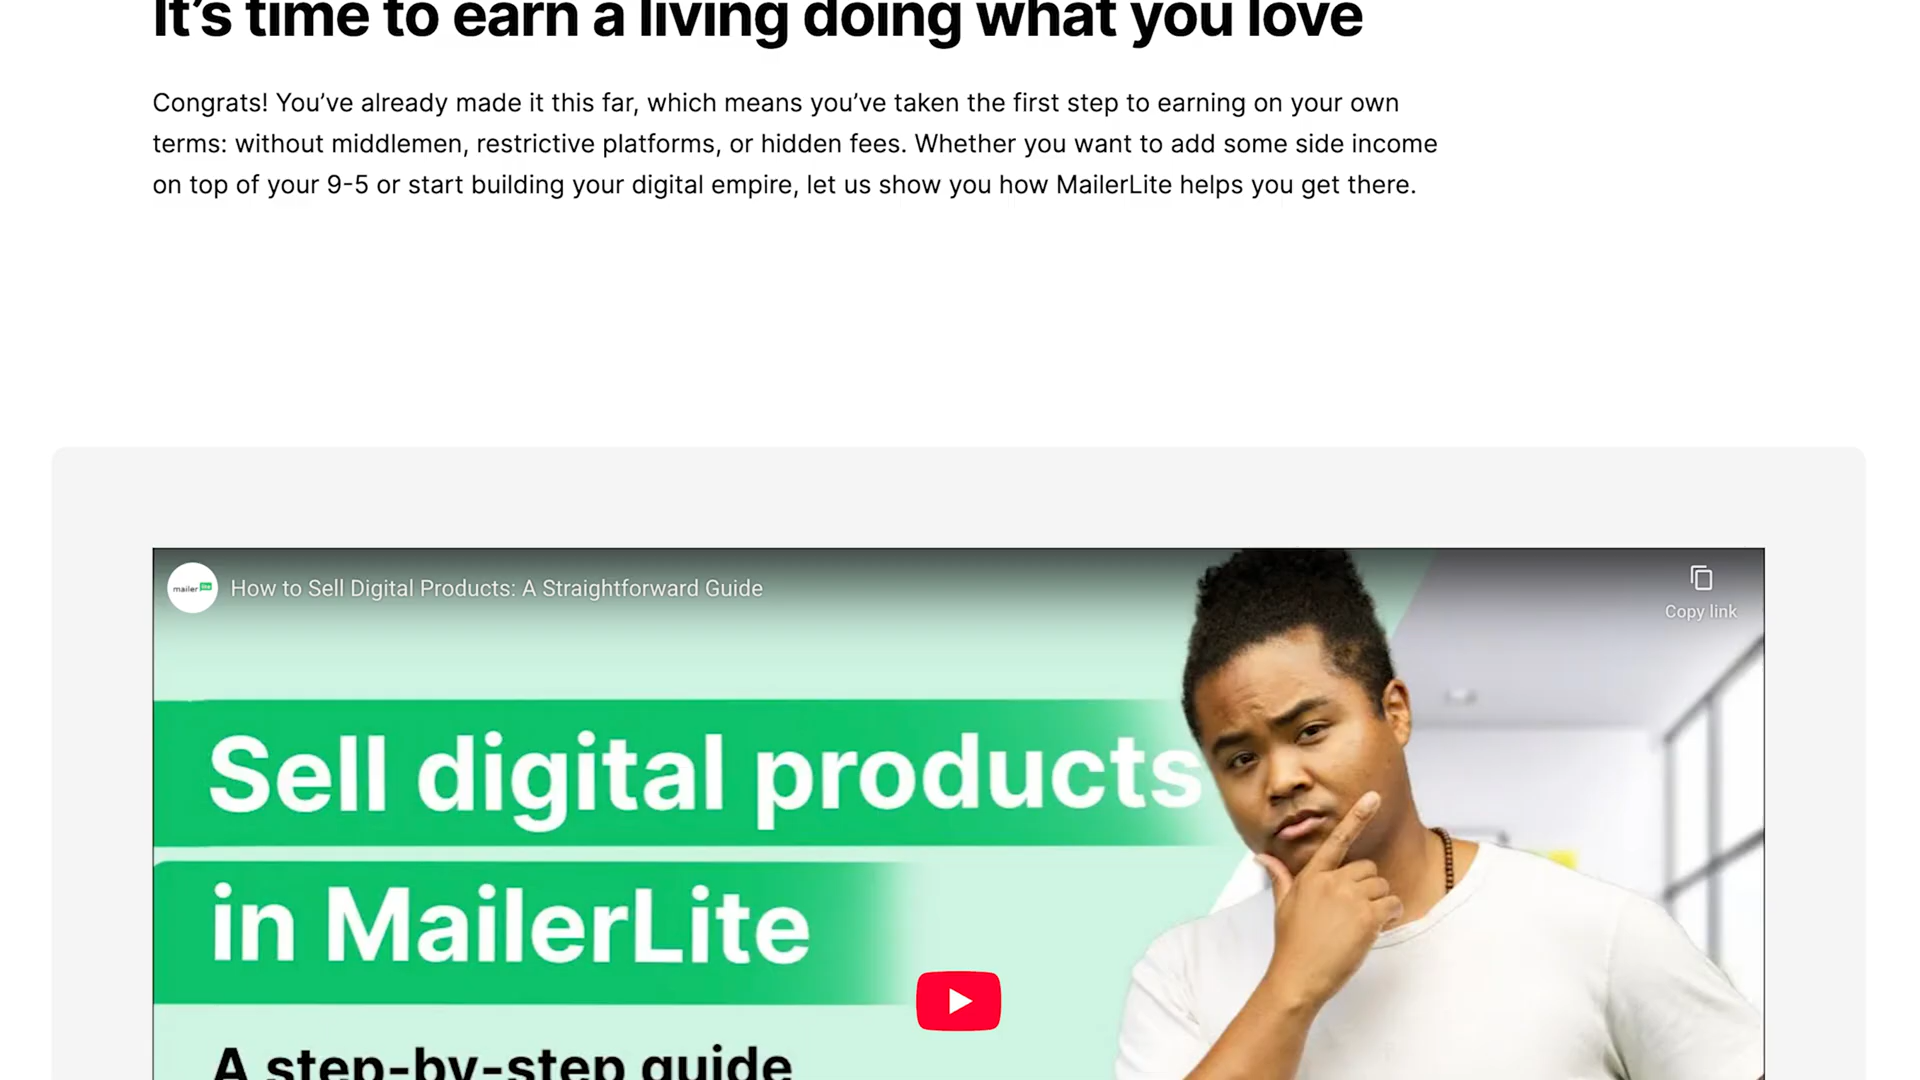 It’s time to earn a living doing what you love
Congrats! You’ve already made it this far, which means you’ve taken the first step to earning on your own
terms: without middlemen, restrictive platforms, or hidden fees. Whether you want to add some side income
on top of your 9-5 or start building your digital empire, let us show you how MailerLite helps you get there.
mailer lite
How to Sell Digital Products: A Straightforward Guide
Copy link
Sell digital products
in MailerLite
A step-by-step guide